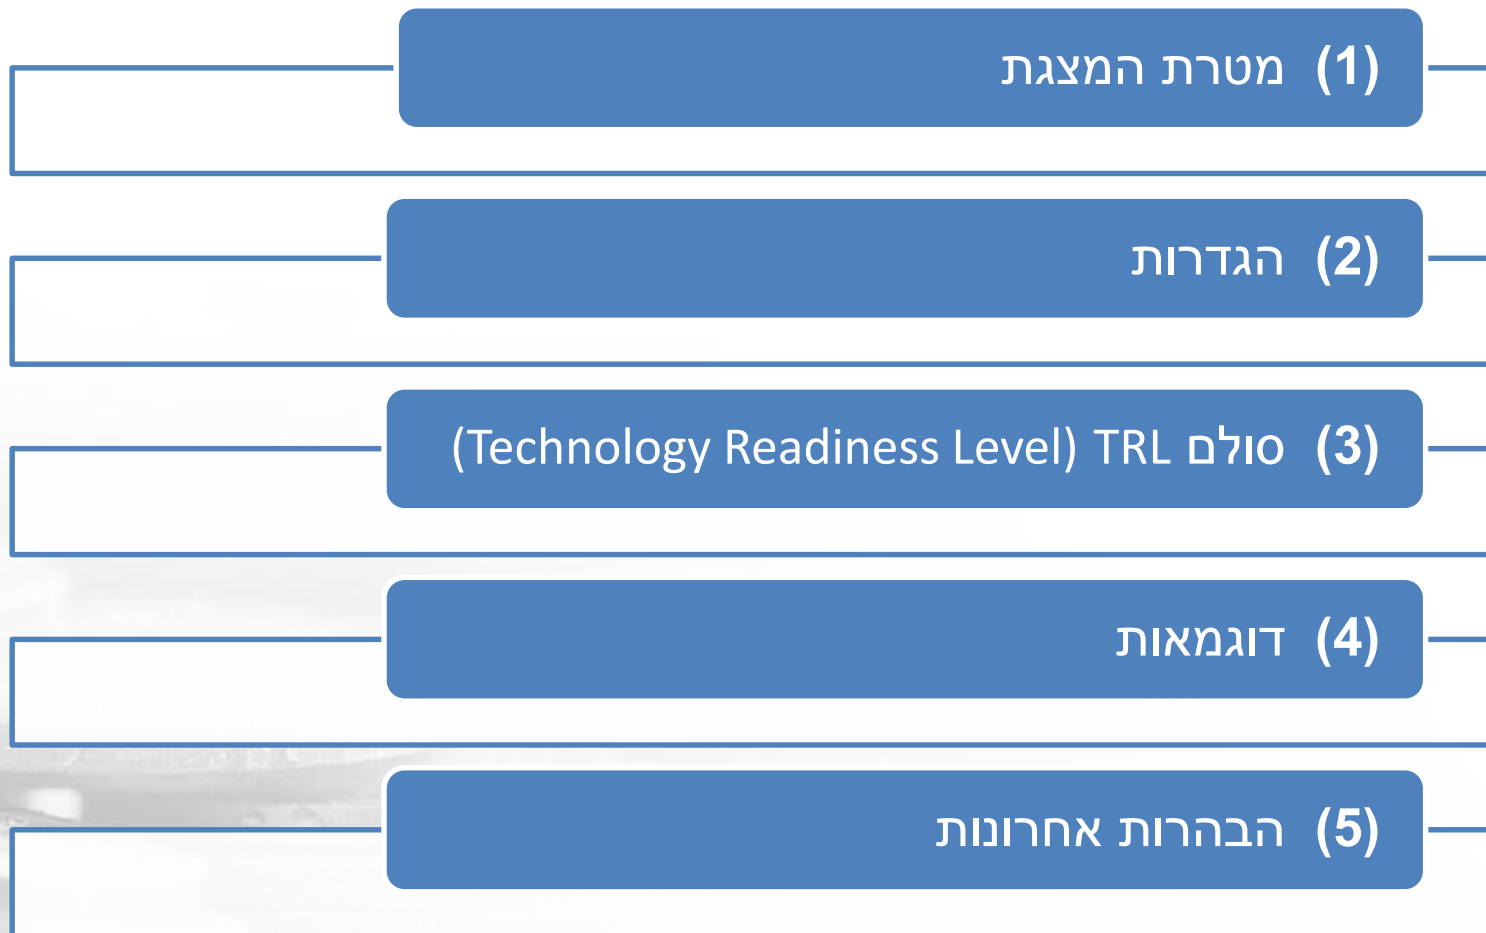 (1) מטרת המצגת
(2) הגדרות
(3) סולם TRL (Technology Readiness Level)
(4) דוגמאות
(5) הבהרות אחרונות